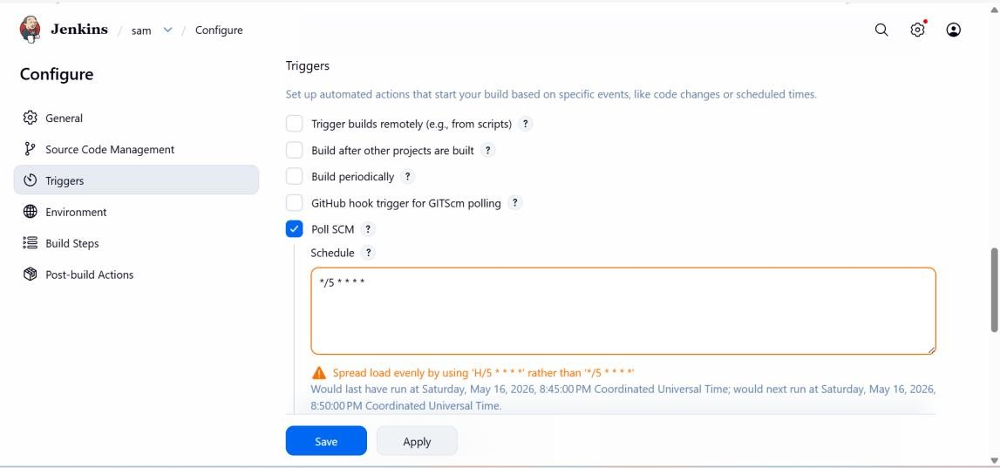 Jenkins / sam / Configure
Configure
General
Source Code Management
Triggers
Environment
Build Steps
Post-build Actions
Triggers
Set up automated actions that start your build based on specific events, like code changes or scheduled times.
Trigger builds remotely (e.g., from scripts) ?
Build after other projects are built ?
Build periodically ?
GitHub hook trigger for GITScm polling ?
Poll SCM ?
Schedule ?
*/5 * * * *
Spread load evenly by using 'H/5 * * * *' rather than '*/5 * * * *'
Would last have run at Saturday, May 16, 2026, 8:45:00 PM Coordinated Universal Time; would next run at Saturday, May 16, 2026,
8:50:00 PM Coordinated Universal Time.
Save Apply